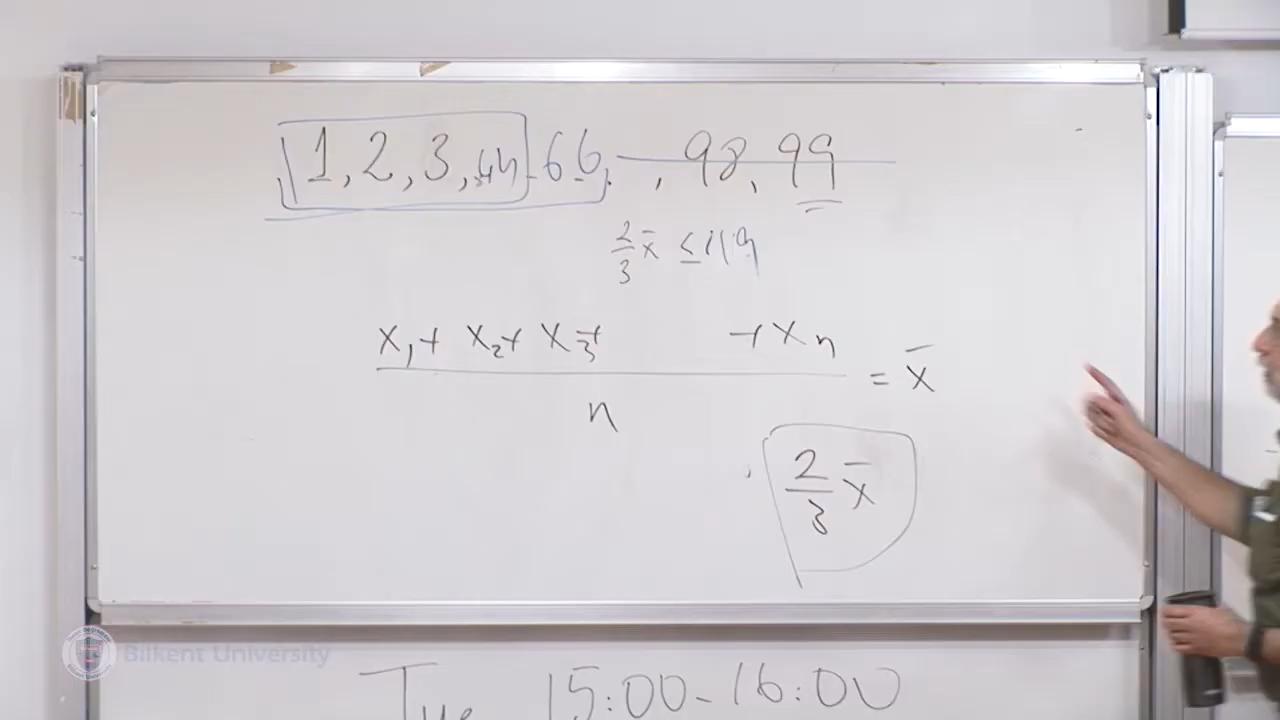 1, 2, 3, 44 66, — , 98, 99
2/3 x̄ ≤
x₁ + x₂ + x₃ + + xₙ
= x̄
n
2/3 x̄
Bilkent University
Tue 15:00-16:00